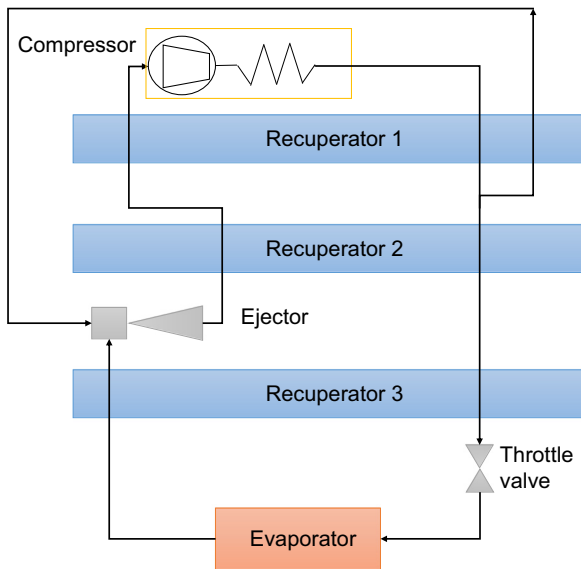 Compressor
Recuperator 1
Recuperator 2
Ejector
Recuperator 3
Throttle
valve
Evaporator